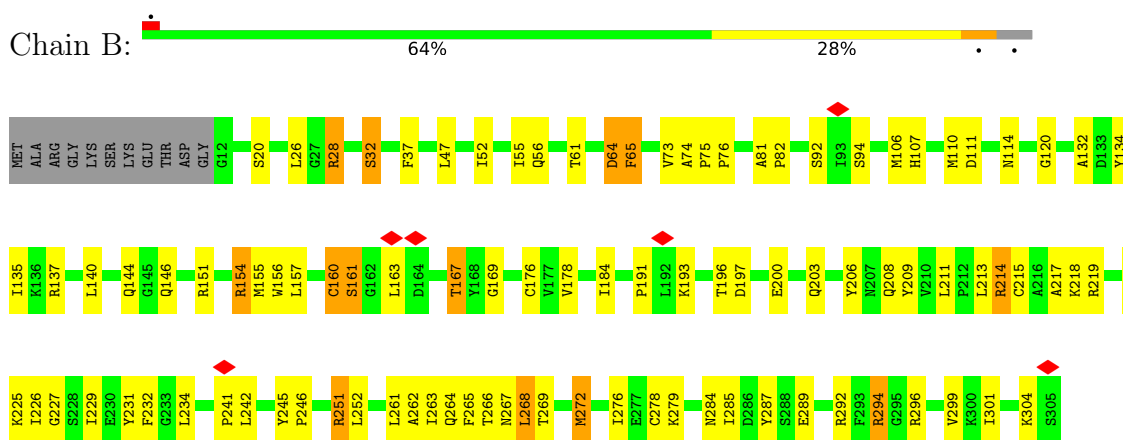 Chain B:
64% 28%
MET ALA ARG GLY LYS SER LYS GLU THR ASP GLY G12 S20 L26 G27 R28 S32 F37 L47 I52 I55 Q56 T61 D64 F65 V73 A74 P75 P76 A81 P82 S92 I93 S94 M106 H107 M110 D111 N114 G120 A132 D133 Y134
I135 K136 R137 L140 Q144 G145 Q146 R151 R154 M155 W156 L157 C160 S161 G162 L163 D164 T167 Y168 G169 C176 V177 V178 I184 P191 L192 K193 T196 D197 E200 Q203 Y206 N207 Q208 Y209 V210 L211 P212 L213 R214 C215 A216 A217 K218 R219
K225 I226 G227 S228 I229 E230 Y231 F232 G233 L234 P241 L242 Y245 P246 R251 L252 L261 A262 I263 Q264 F265 T266 N267 L268 T269 M272 I276 E277 C278 K279 N284 I285 D286 Y287 S288 E289 R292 F293 R294 G295 R296 V299 K300 I301 K304 S305